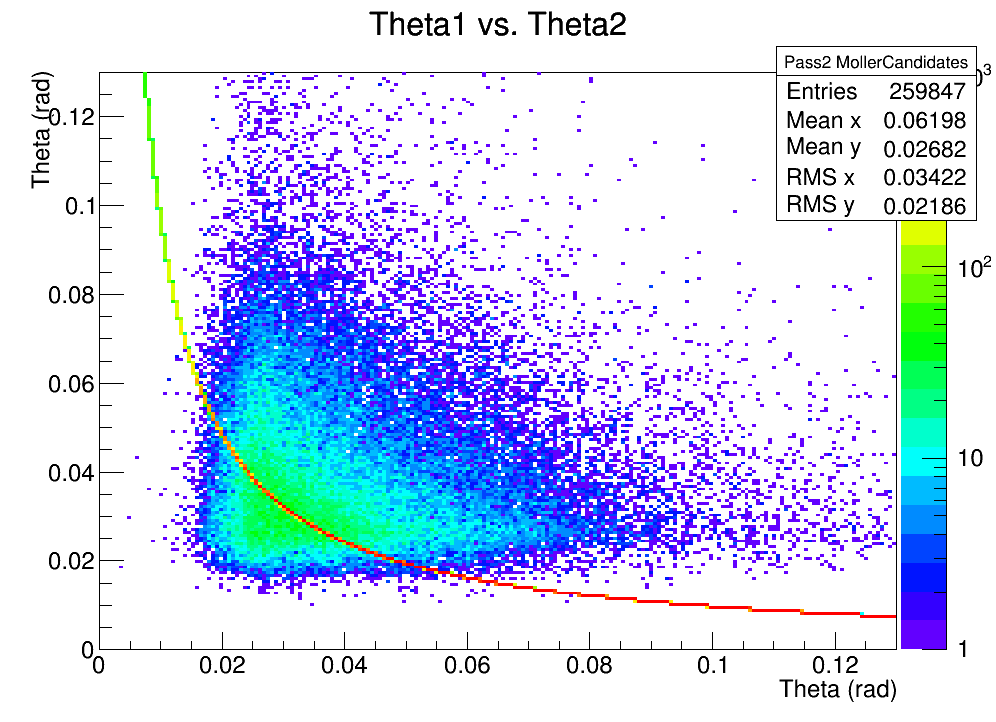 Theta1 vs. Theta2
Pass2 MollerCandidates
Entries 259847
Mean x 0.06198
Mean y 0.02682
RMS x 0.03422
RMS y 0.02186
Theta (rad)
0.12
0.1
0.08
0.06
0.04
0.02
0
0 0.02 0.04 0.06 0.08 0.1 0.12
Theta (rad)
10²
10
1